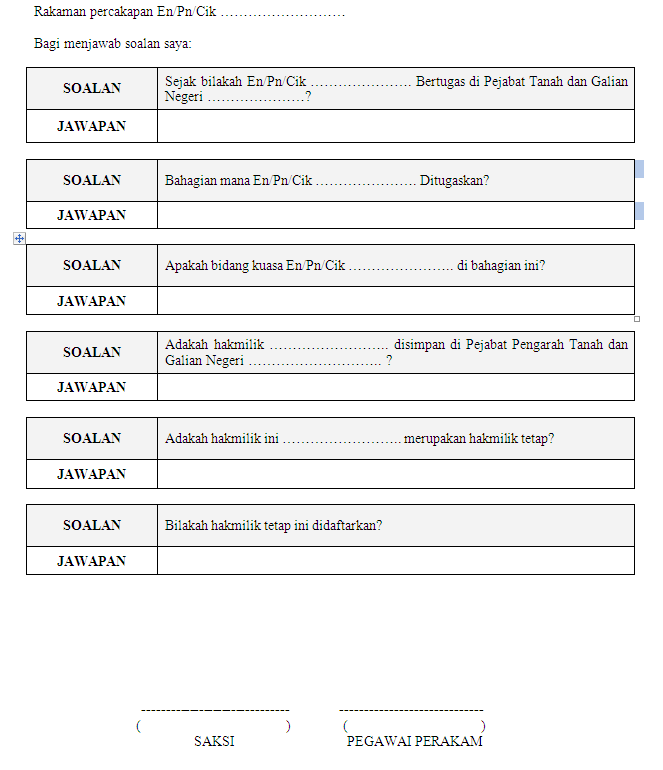 Rakaman percakapan En/Pn/Cik ………………………
Bagi menjawab soalan saya:
SOALAN
Sejak bilakah En/Pn/Cik …………………. Bertugas di Pejabat Tanah dan Galian
Negeri …………………?
JAWAPAN
SOALAN
Bahagian mana En/Pn/Cik …………………. Ditugaskan?
JAWAPAN
SOALAN
Apakah bidang kuasa En/Pn/Cik ………………….. di bahagian ini?
JAWAPAN
SOALAN
Adakah hakmilik …………………….. disimpan di Pejabat Pengarah Tanah dan
Galian Negeri ……………………….. ?
JAWAPAN
SOALAN
Adakah hakmilik ini …………………….. merupakan hakmilik tetap?
JAWAPAN
SOALAN
Bilakah hakmilik tetap ini didaftarkan?
JAWAPAN
------------------------------ -----------------------------
( ) ( )
SAKSI PEGAWAI PERAKAM